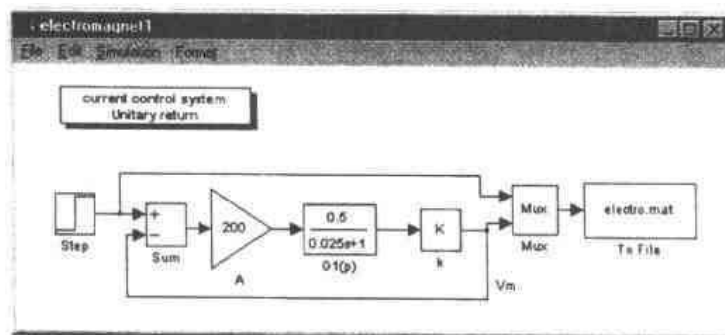 electromagnet1
File Edit Simulation Format
current control system
Unitary return
Step
+
−
Sum
200
A
0.5
0.025s+1
G1(p)
K
k
Vm
Mux
Mux
electro.mat
To File